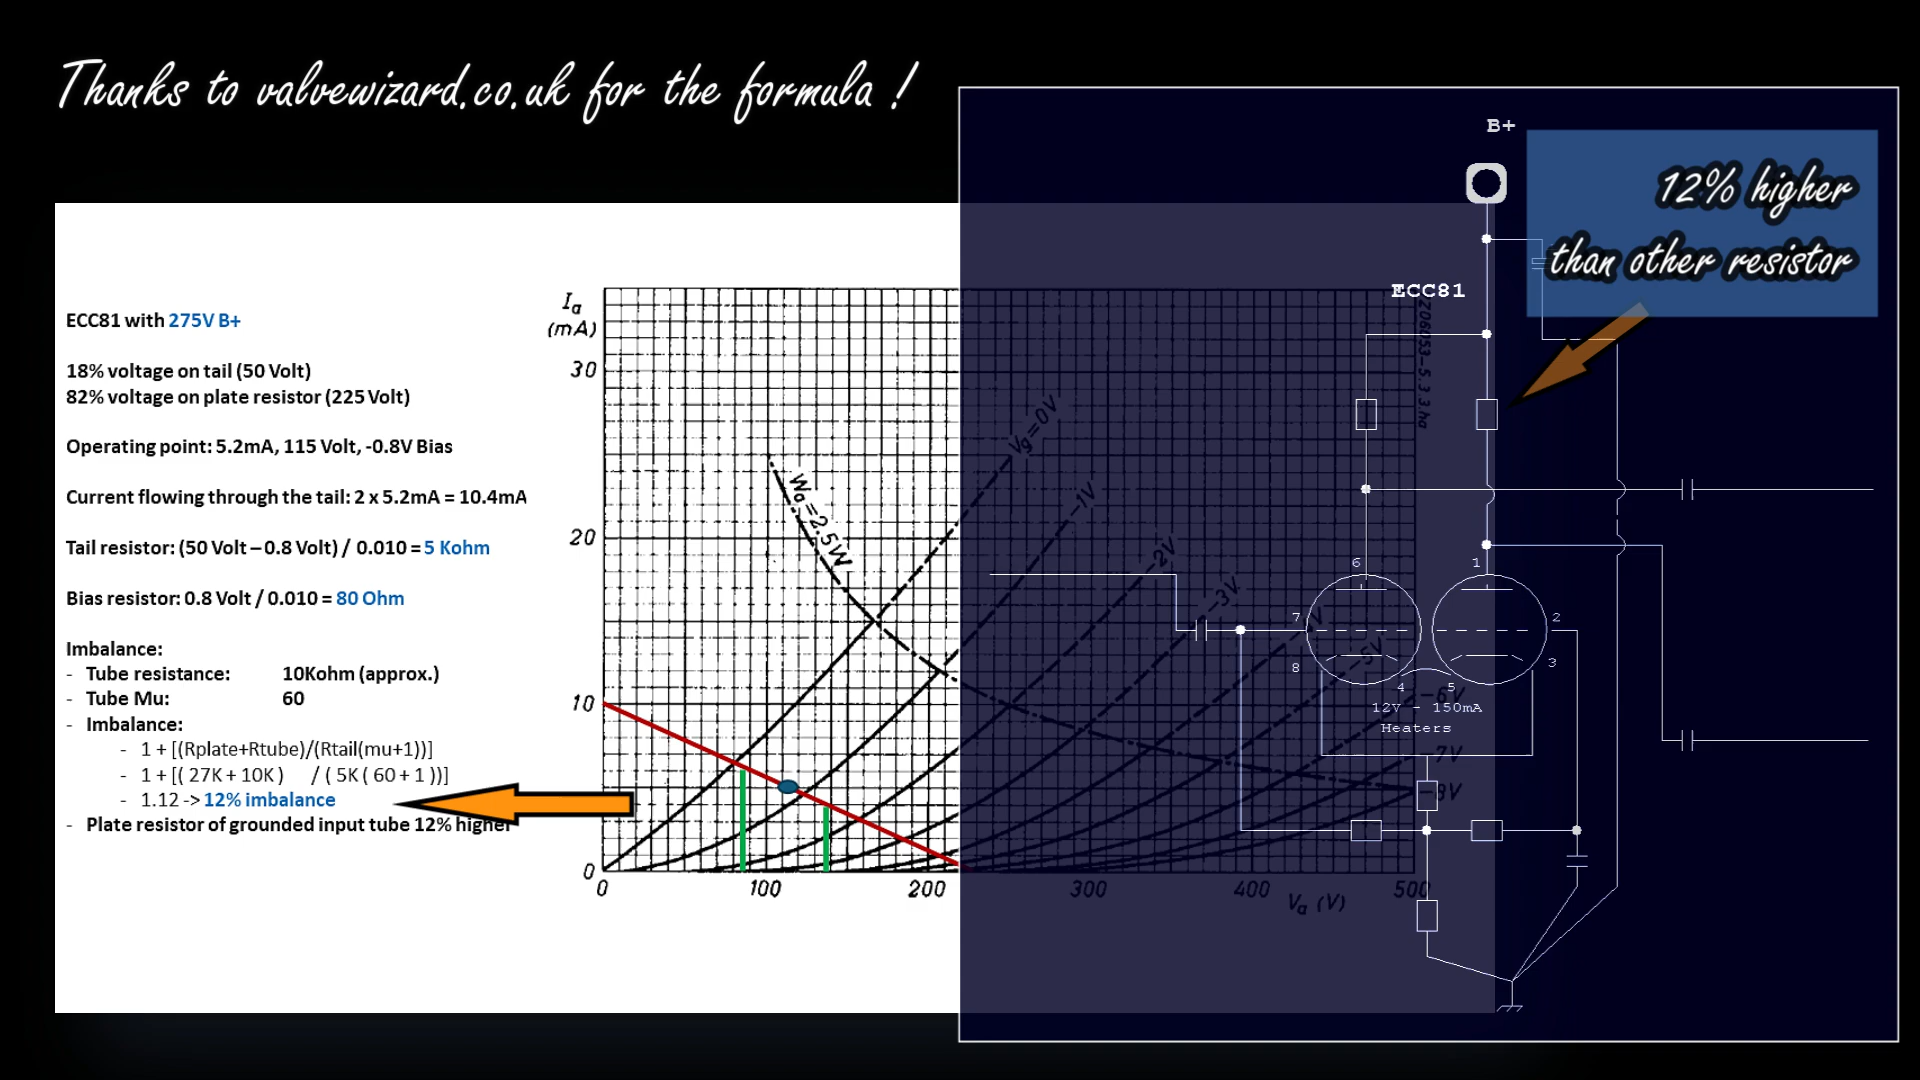 Thanks to valvewizard.co.uk for the formula !
B+
12% higher
than other resistor
ECC81
ECC81 with 275V B+
18% voltage on tail (50 Volt)
82% voltage on plate resistor (225 Volt)
Operating point: 5.2mA, 115 Volt, -0.8V Bias
Current flowing through the tail: 2 x 5.2mA = 10.4mA
Tail resistor: (50 Volt – 0.8 Volt) / 0.010 = 5 Kohm
Bias resistor: 0.8 Volt / 0.010 = 80 Ohm
Imbalance:
- Tube resistance: 10Kohm (approx.)
- Tube Mu: 60
- Imbalance:
- 1 + [(Rplate+Rtube)/(Rtail(mu+1))]
- 1 + [( 27K + 10K ) / ( 5K ( 60 + 1 ))]
- 1.12 -> 12% imbalance
- Plate resistor of grounded input tube 12% higher
Ia
(mA)
30
20
10
0
Wa=2.5W
Vg=0V
-1V
-2V
-3V
-5V
-6V
-7V
-8V
0
100
200
300
400
500
Va (V)
6
1
7
2
8
3
4
5
12V - 150mA
Heaters